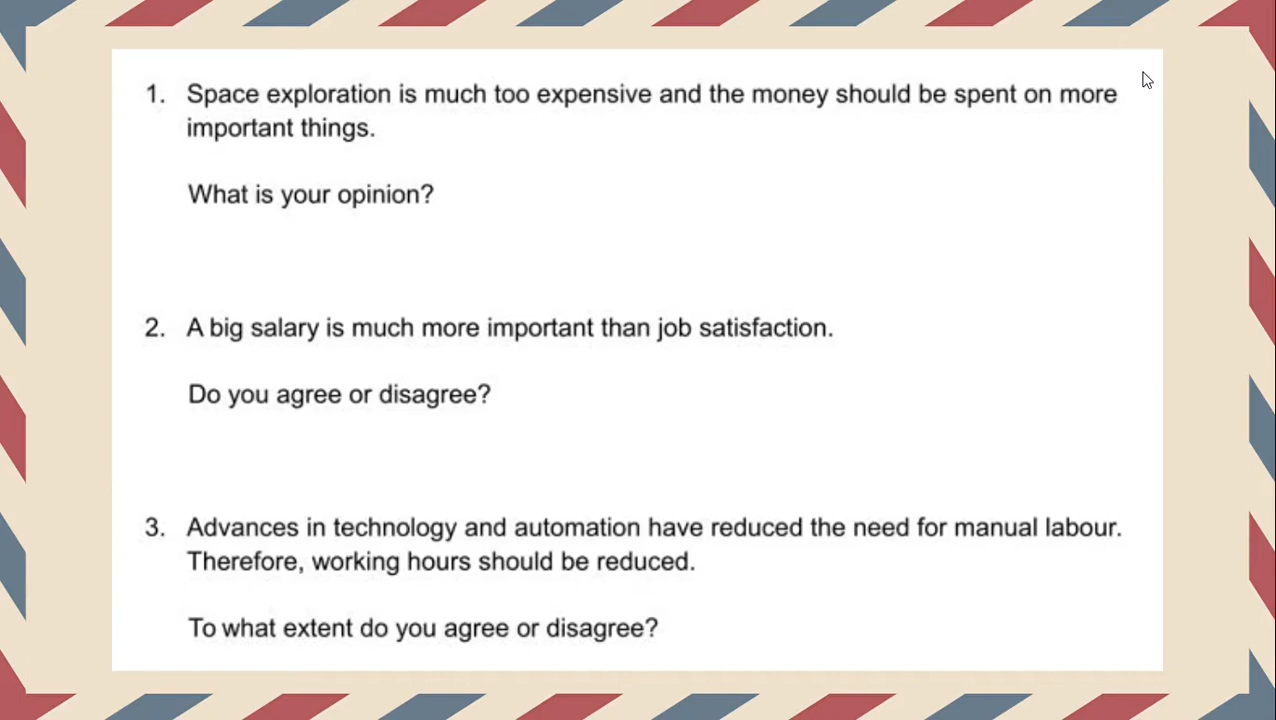 1. Space exploration is much too expensive and the money should be spent on more
important things.
What is your opinion?
2. A big salary is much more important than job satisfaction.
Do you agree or disagree?
3. Advances in technology and automation have reduced the need for manual labour.
Therefore, working hours should be reduced.
To what extent do you agree or disagree?